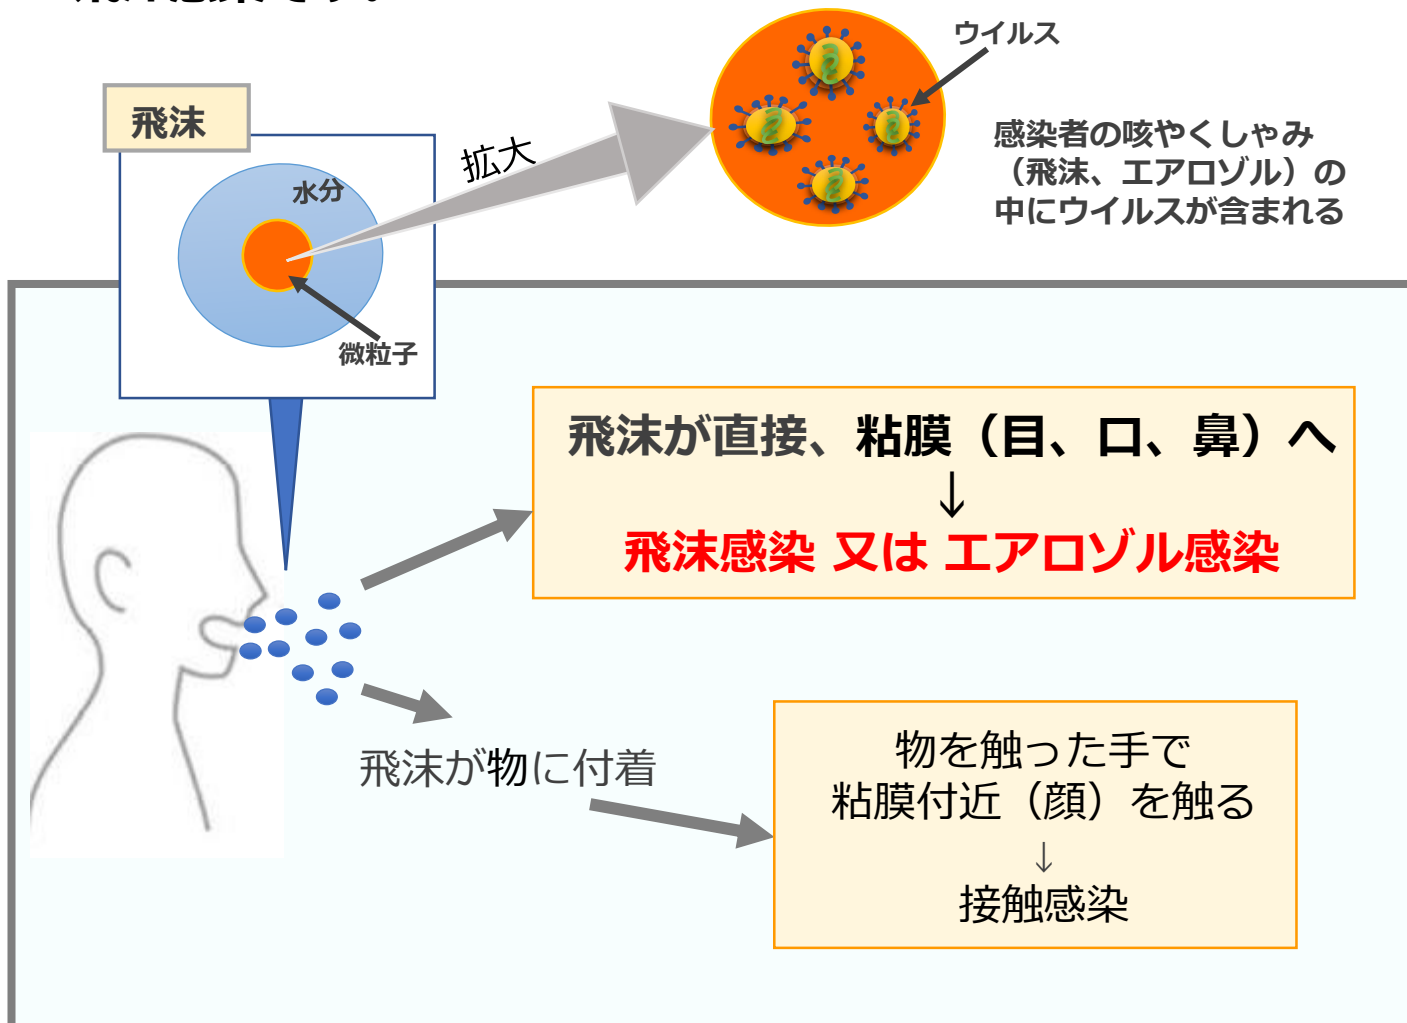 ウイルス
飛沫
拡大
水分
感染者の咳やくしゃみ
（飛沫、エアロゾル）の
中にウイルスが含まれる
微粒子
飛沫が直接、粘膜（目、口、鼻）へ
↓
飛沫感染 又は エアロゾル感染
飛沫が物に付着
物を触った手で
粘膜付近（顔）を触る
↓
接触感染